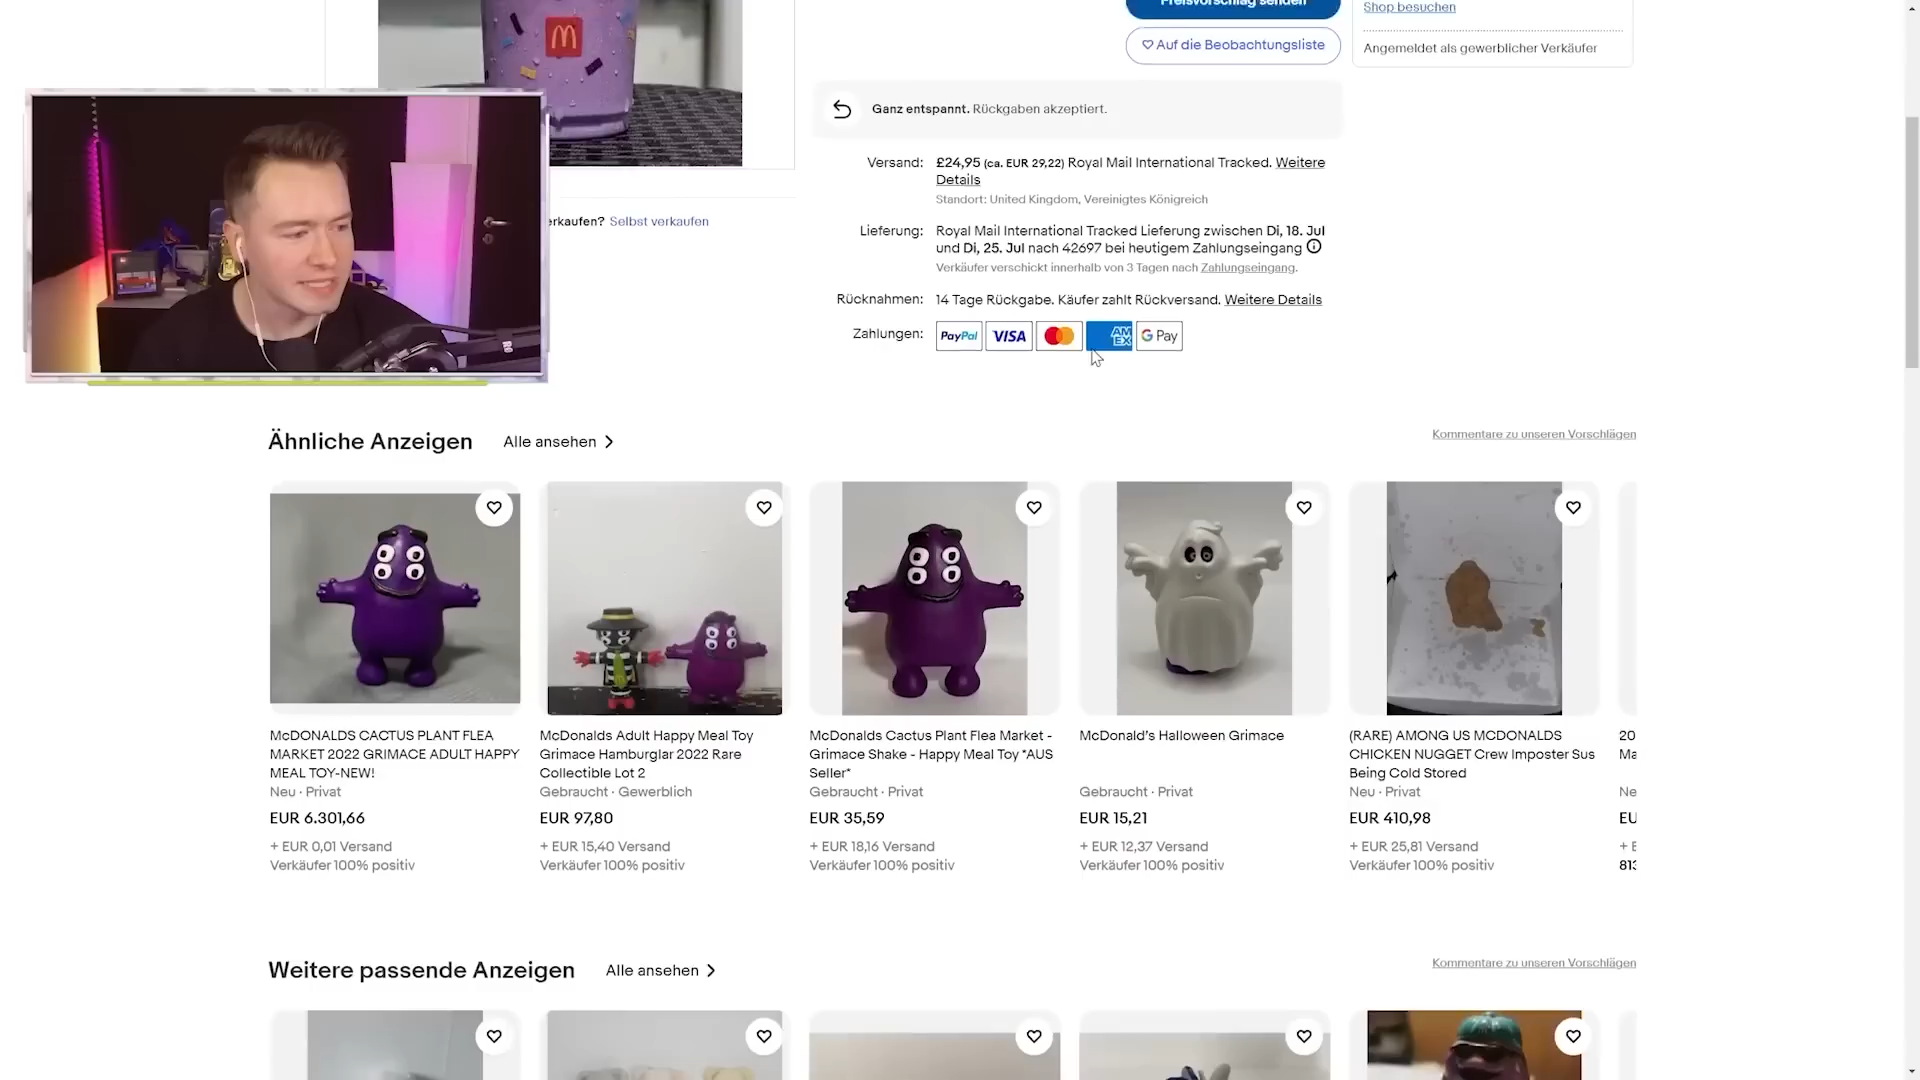 Preisvorschlag senden
Shop besuchen
Auf die Beobachtungsliste
Angemeldet als gewerblicher Verkäufer
Ganz entspannt. Rückgaben akzeptiert.
Versand: £24,95 (ca. EUR 29,22) Royal Mail International Tracked. Weitere
Details
Standort: United Kingdom, Vereinigtes Königreich
erkaufen? Selbst verkaufen
Lieferung: Royal Mail International Tracked Lieferung zwischen Di, 18. Jul
und Di, 25. Jul nach 42697 bei heutigem Zahlungseingang
Verkäufer verschickt innerhalb von 3 Tagen nach Zahlungseingang.
Rücknahmen: 14 Tage Rückgabe. Käufer zahlt Rückversand. Weitere Details
Zahlungen: PayPal VISA AM EX G Pay
Ähnliche Anzeigen Alle ansehen
Kommentare zu unseren Vorschlägen
McDONALDS CACTUS PLANT FLEA
MARKET 2022 GRIMACE ADULT HAPPY
MEAL TOY-NEW!
Neu · Privat
EUR 6.301,66
+ EUR 0,01 Versand
Verkäufer 100% positiv
McDonalds Adult Happy Meal Toy
Grimace Hamburglar 2022 Rare
Collectible Lot 2
Gebraucht · Gewerblich
EUR 97,80
+ EUR 15,40 Versand
Verkäufer 100% positiv
McDonalds Cactus Plant Flea Market -
Grimace Shake - Happy Meal Toy *AUS
Seller*
Gebraucht · Privat
EUR 35,59
+ EUR 18,16 Versand
Verkäufer 100% positiv
McDonald's Halloween Grimace
Gebraucht · Privat
EUR 15,21
+ EUR 12,37 Versand
Verkäufer 100% positiv
(RARE) AMONG US MCDONALDS
CHICKEN NUGGET Crew Imposter Sus
Being Cold Stored
Neu · Privat
EUR 410,98
+ EUR 25,81 Versand
Verkäufer 100% positiv
20
Ma
Ne
EU
+ E
813
Weitere passende Anzeigen Alle ansehen
Kommentare zu unseren Vorschlägen